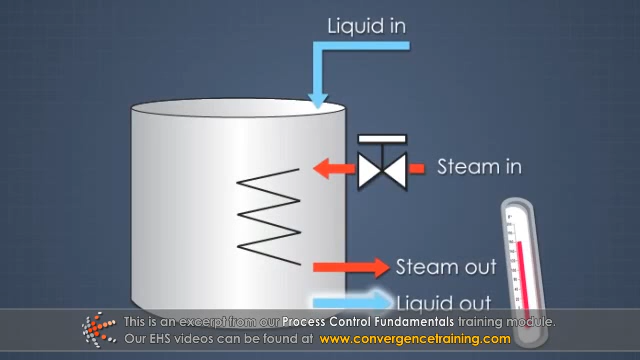 Liquid in
Steam in
Steam out
Liquid out
This is an excerpt from our Process Control Fundamentals training module.
Our EHS videos can be found at www.convergencetraining.com